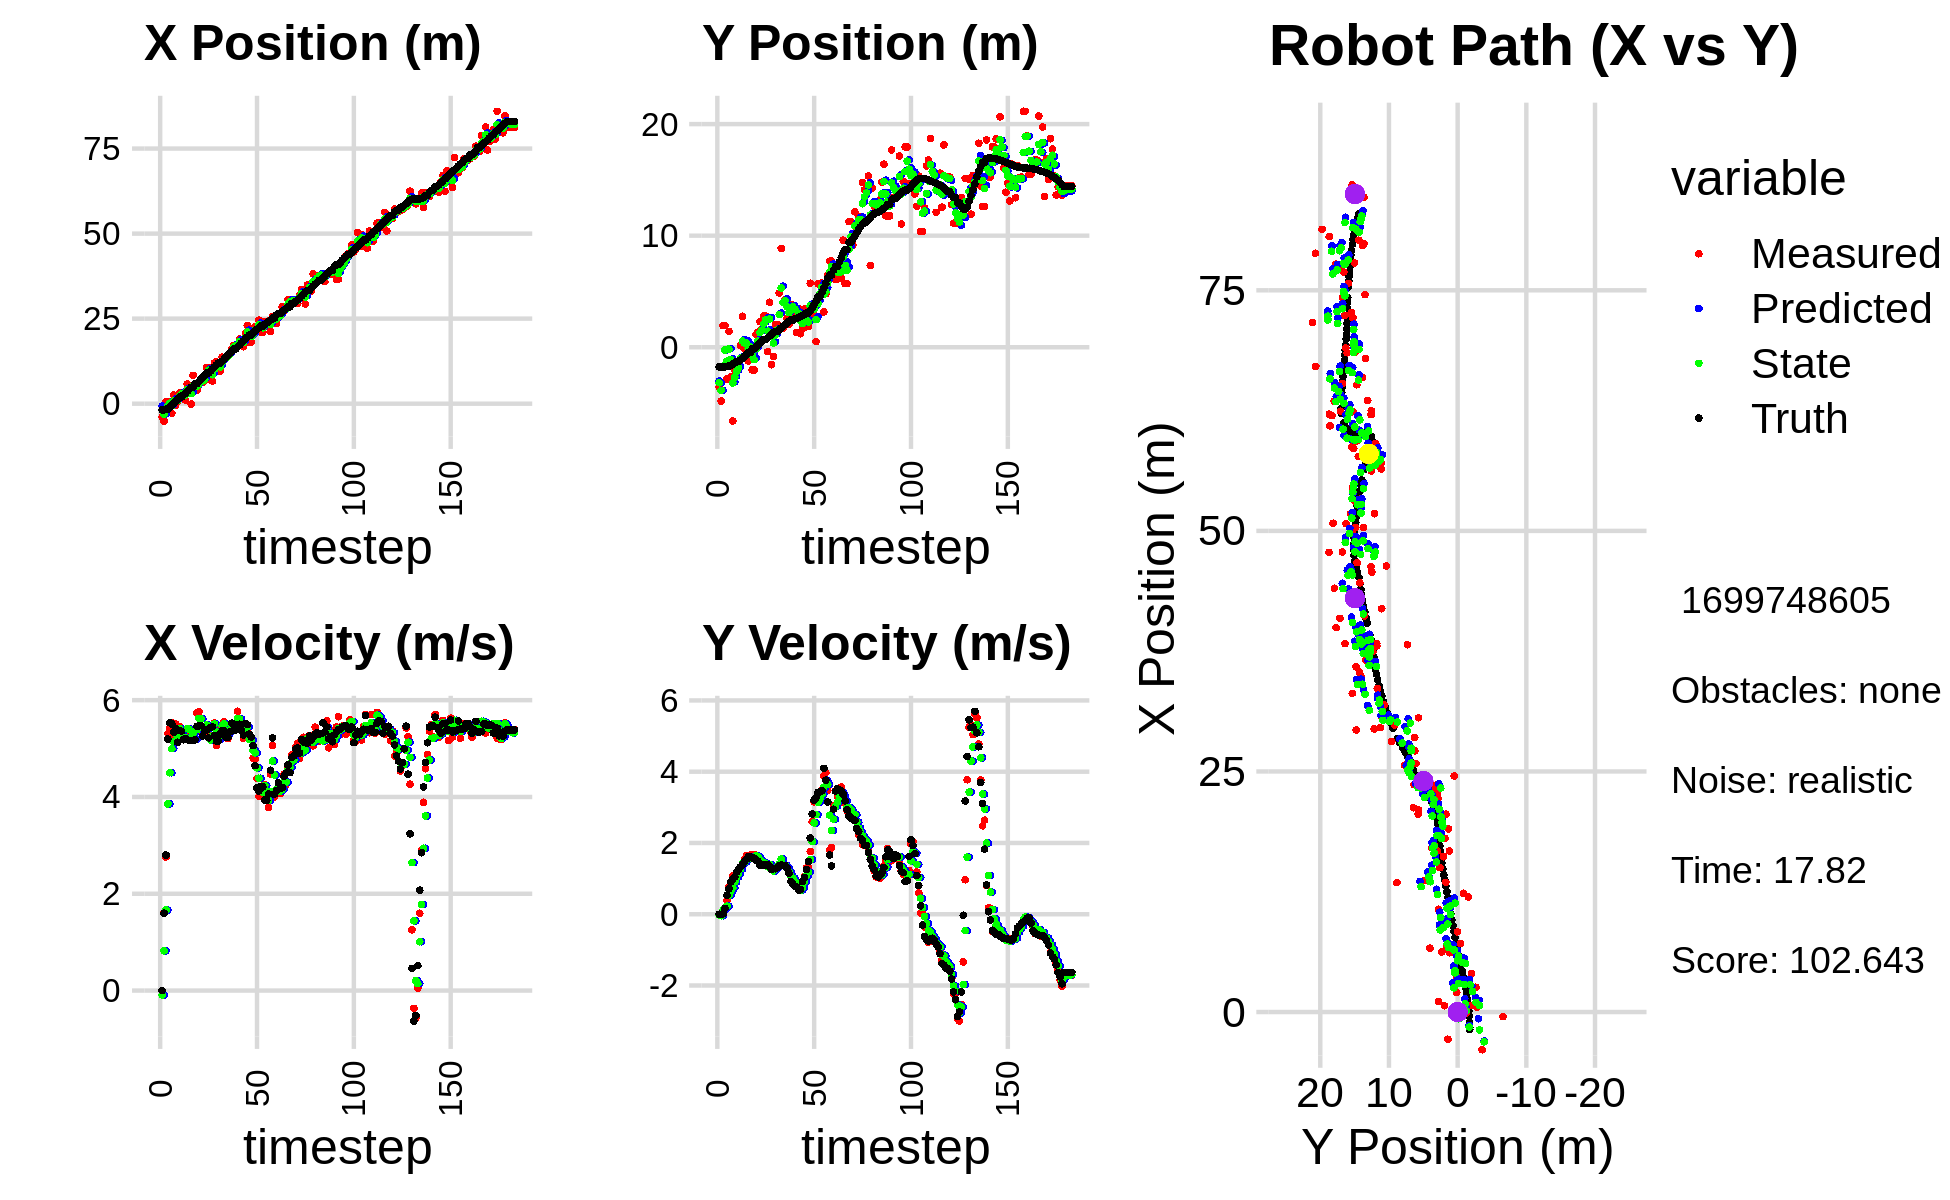 X Position (m)
75
50
25
0
0
50
100
150
timestep
Y Position (m)
20
10
0
0
50
100
150
timestep
X Velocity (m/s)
6
4
2
0
0
50
100
150
timestep
Y Velocity (m/s)
6
4
2
0
-2
0
50
100
150
timestep
Robot Path (X vs Y)
X Position (m)
75
50
25
0
20 10 0 -10 -20
Y Position (m)
variable
Measured
Predicted
State
Truth
1699748605
Obstacles: none
Noise: realistic
Time: 17.82
Score: 102.643